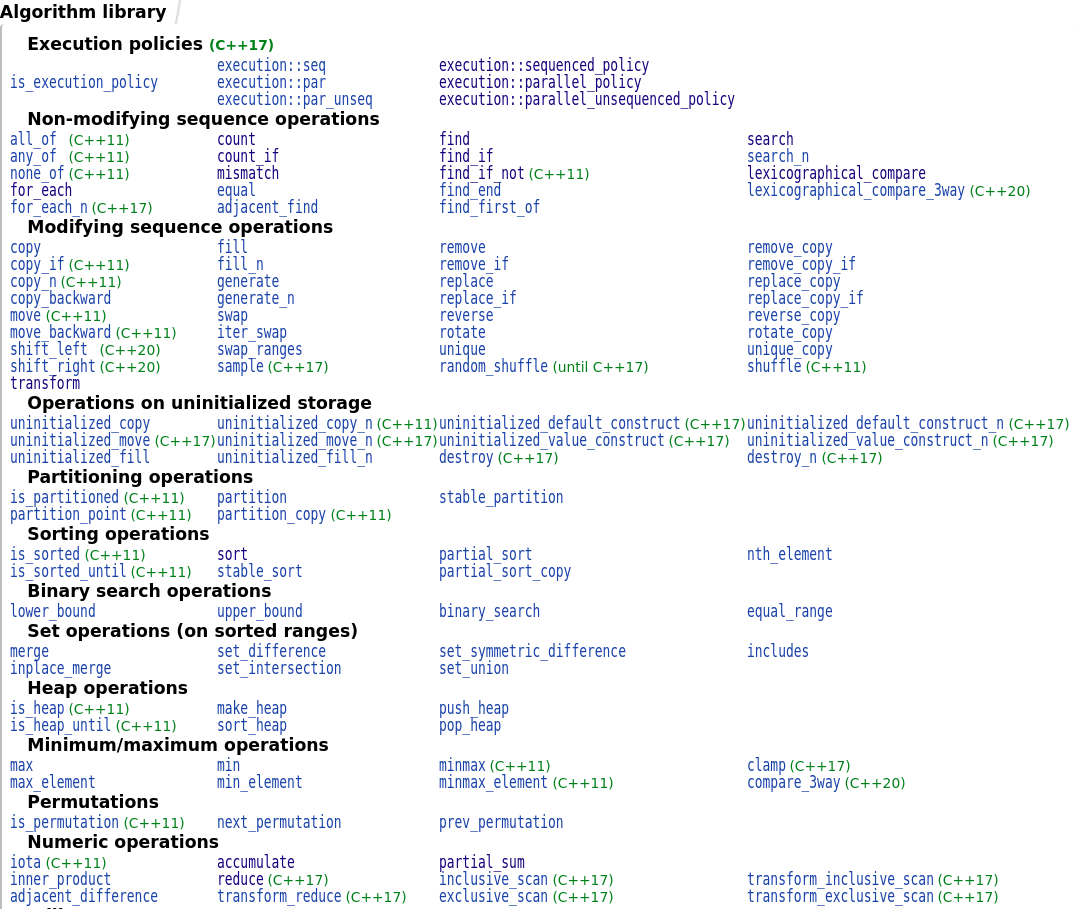 Algorithm library
Execution policies (C++17)
execution::seq execution::sequenced_policy
is_execution_policy execution::par execution::parallel_policy
execution::par_unseq execution::parallel_unsequenced_policy
Non-modifying sequence operations
all_of (C++11) count find search
any_of (C++11) count_if find_if search_n
none_of (C++11) mismatch find_if_not (C++11) lexicographical_compare
for_each equal find_end lexicographical_compare_3way (C++20)
for_each_n (C++17) adjacent_find find_first_of
Modifying sequence operations
copy fill remove remove_copy
copy_if (C++11) fill_n remove_if remove_copy_if
copy_n (C++11) generate replace replace_copy
copy_backward generate_n replace_if replace_copy_if
move (C++11) swap reverse reverse_copy
move_backward (C++11) iter_swap rotate rotate_copy
shift_left (C++20) swap_ranges unique unique_copy
shift_right (C++20) sample (C++17) random_shuffle (until C++17) shuffle (C++11)
transform
Operations on uninitialized storage
uninitialized_copy uninitialized_copy_n (C++11) uninitialized_default_construct (C++17) uninitialized_default_construct_n (C++17)
uninitialized_move (C++17) uninitialized_move_n (C++17) uninitialized_value_construct (C++17) uninitialized_value_construct_n (C++17)
uninitialized_fill uninitialized_fill_n destroy (C++17) destroy_n (C++17)
Partitioning operations
is_partitioned (C++11) partition stable_partition
partition_point (C++11) partition_copy (C++11)
Sorting operations
is_sorted (C++11) sort partial_sort nth_element
is_sorted_until (C++11) stable_sort partial_sort_copy
Binary search operations
lower_bound upper_bound binary_search equal_range
Set operations (on sorted ranges)
merge set_difference set_symmetric_difference includes
inplace_merge set_intersection set_union
Heap operations
is_heap (C++11) make_heap push_heap
is_heap_until (C++11) sort_heap pop_heap
Minimum/maximum operations
max min minmax (C++11) clamp (C++17)
max_element min_element minmax_element (C++11) compare_3way (C++20)
Permutations
is_permutation (C++11) next_permutation prev_permutation
Numeric operations
iota (C++11) accumulate partial_sum
inner_product reduce (C++17) inclusive_scan (C++17) transform_inclusive_scan (C++17)
adjacent_difference transform_reduce (C++17) exclusive_scan (C++17) transform_exclusive_scan (C++17)